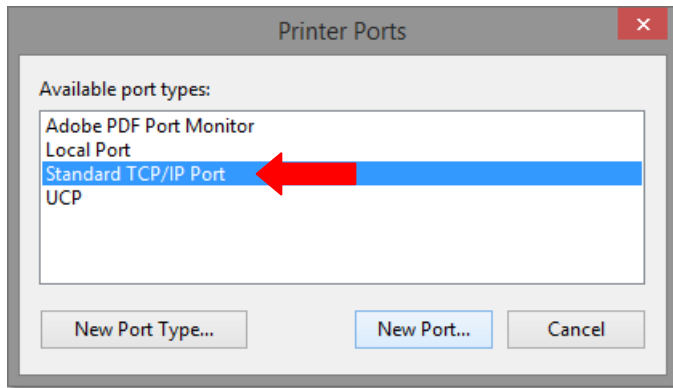 Printer Ports
Available port types:
Adobe PDF Port Monitor
Local Port
Standard TCP/IP Port
UCP
New Port Type... New Port... Cancel